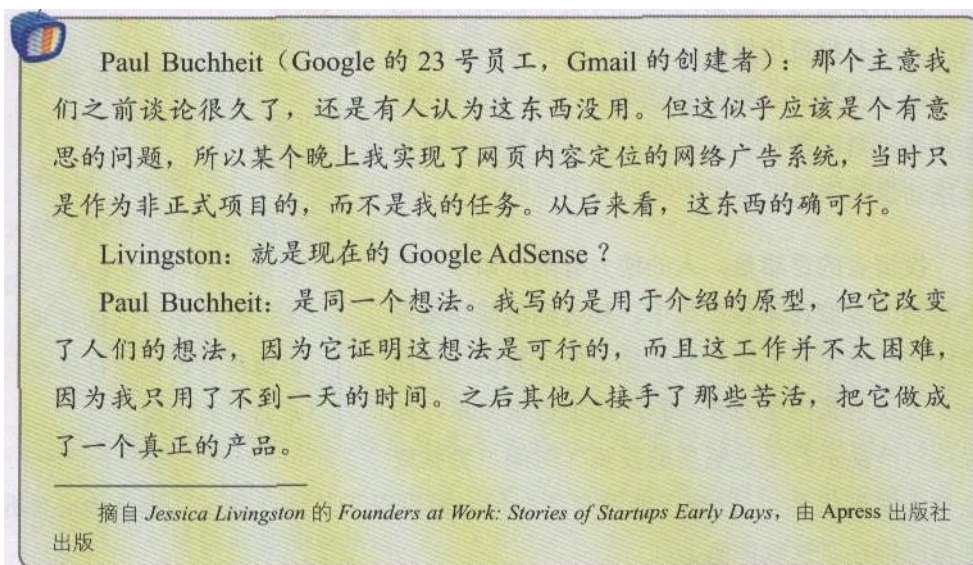 Paul Buchheit（Google 的 23 号员工，Gmail 的创建者）：那个主意我
们之前谈论很久了，还是有人认为这东西没用。但这似乎应该是个有意
思的问题，所以某个晚上我实现了网页内容定位的网络广告系统，当时只
是作为非正式项目的，而不是我的任务。从后来看，这东西的确可行。
Livingston：就是现在的 Google AdSense？
Paul Buchheit：是同一个想法。我写的是用于介绍的原型，但它改变
了人们的想法，因为它证明这想法是可行的，而且这工作并不太困难，
因为我只用了不到一天的时间。之后其他人接手了那些苦活，把它做成
了一个真正的产品。
摘自 Jessica Livingston 的 Founders at Work: Stories of Startups Early Days，由 Apress 出版社
出版